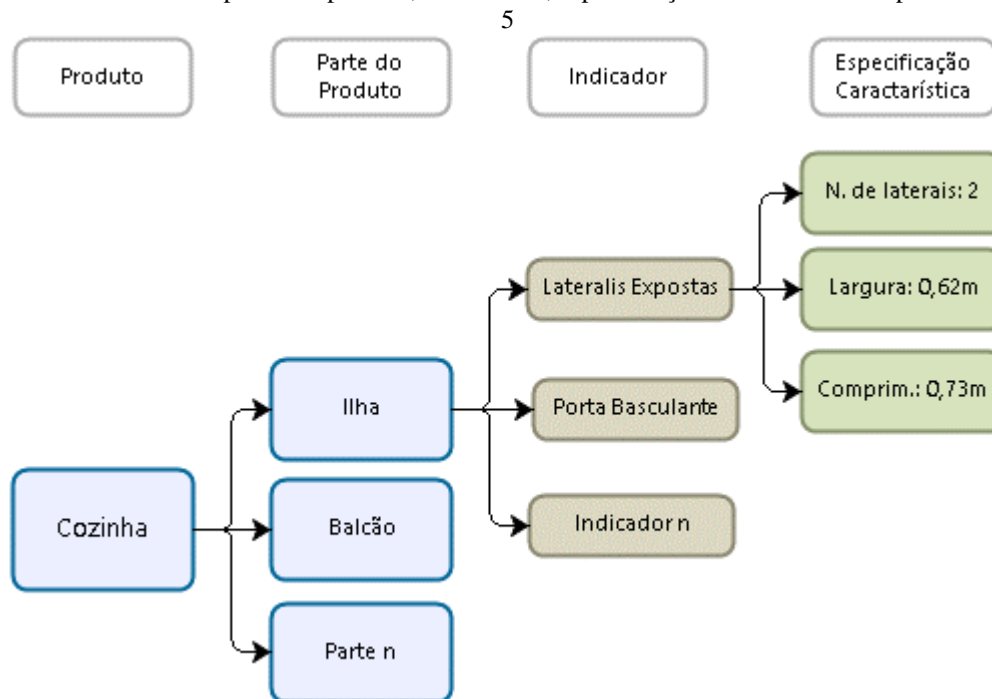 5
Produto
Parte do
Produto
Indicador
Especificação
Caractarística
N. de laterais: 2
Lateralis Expostas
Largura: 0,62m
Ilha
Porta Basculante
Comprim.: 0,73m
Cozinha
Balcão
Indicador n
Parte n